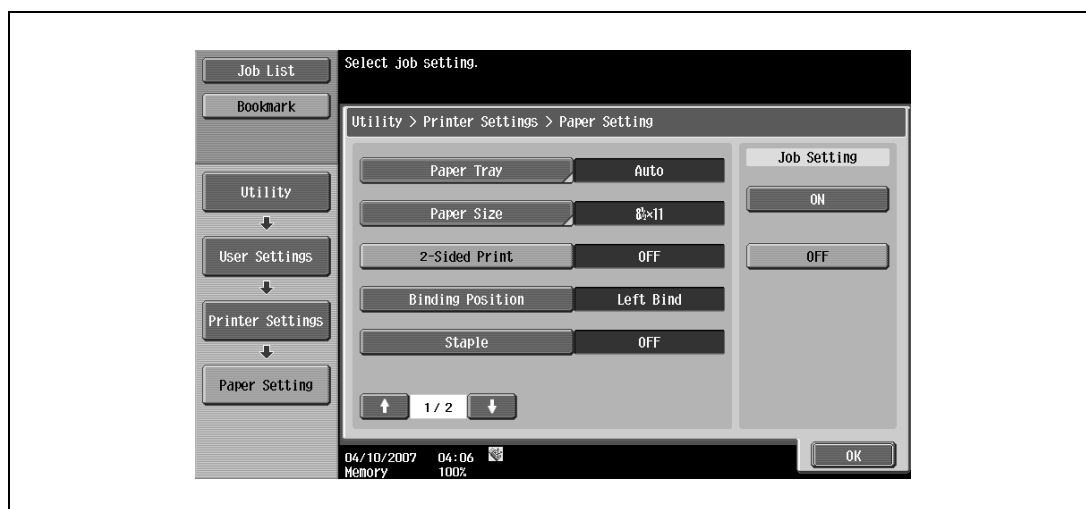 Job List
Bookmark
Select job setting.
Utility > Printer Settings > Paper Setting
Utility
User Settings
Printer Settings
Paper Setting
Paper Tray Auto
Paper Size 8½×11
2-Sided Print OFF
Binding Position Left Bind
Staple OFF
1/2
Job Setting
ON
OFF
04/10/2007 04:06
Memory 100%
OK